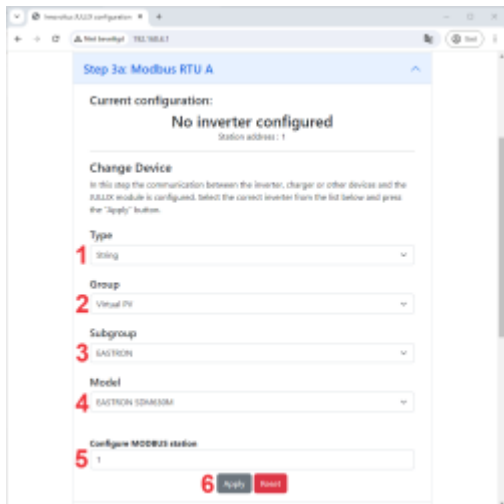 Innovoltus JULUX configuration
Niet beveiligd 192.168.4.1
Step 3a: Modbus RTU A
Current configuration:
No inverter configured
Station address : 1
Change Device
In this step the communication between the inverter, charger or other devices and the
JULUX module is configured. Select the correct inverter from the list below and press
the "Apply" button.
Type
1 String
Group
2 Virtual PV
Subgroup
3 EASTRON
Model
4 EASTRON SDM630M
Configure MODBUS station
5 1
6 Apply Reset